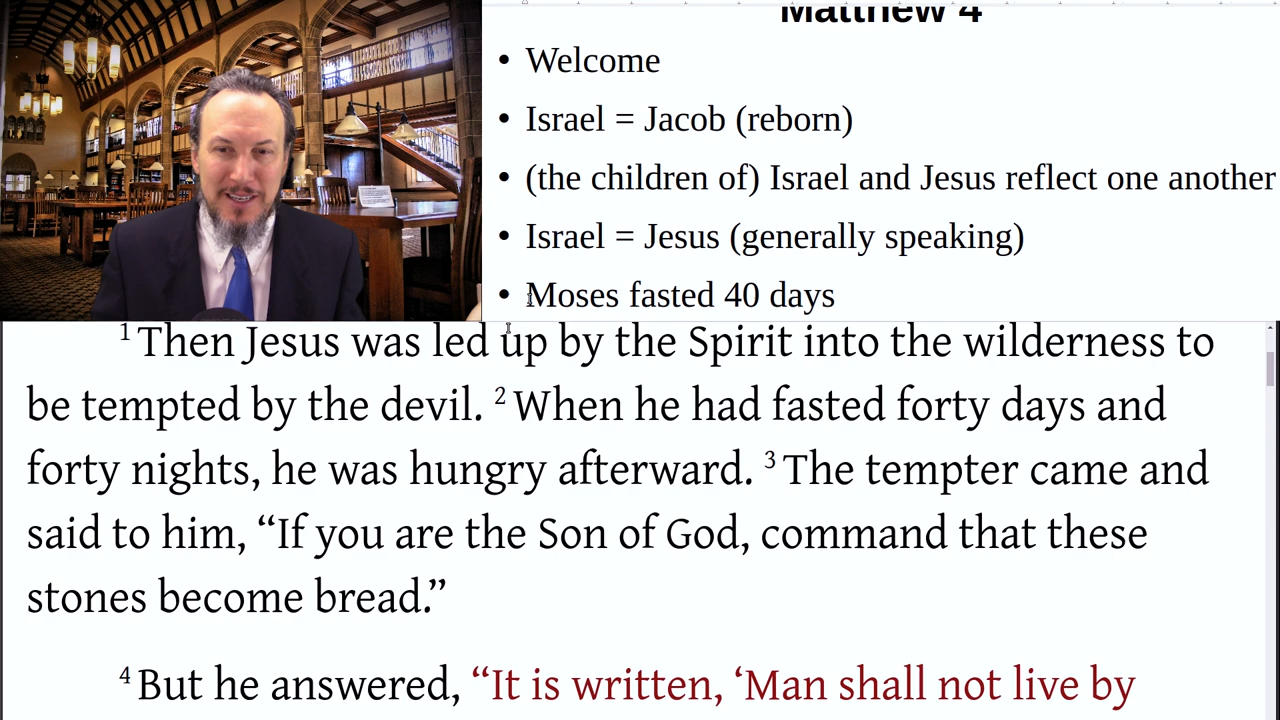 Matthew 4
• Welcome
• Israel = Jacob (reborn)
• (the children of) Israel and Jesus reflect one another
• Israel = Jesus (generally speaking)
• Moses fasted 40 days
1 Then Jesus was led up by the Spirit into the wilderness to
be tempted by the devil. 2 When he had fasted forty days and
forty nights, he was hungry afterward. 3 The tempter came and
said to him, “If you are the Son of God, command that these
stones become bread.”
4 But he answered, “It is written, ‘Man shall not live by